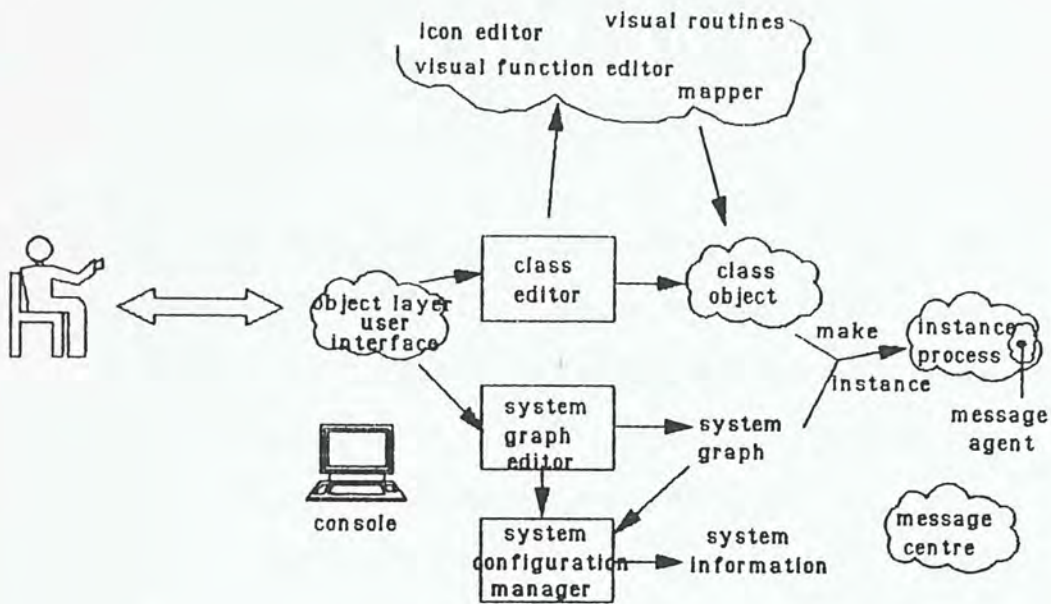 visual routines
icon editor
visual function editor
mapper
class
editor
class
object
object layer
user
interface
make
instance
instance
process
message
agent
system
graph
editor
system
graph
console
system
configuration
manager
system
information
message
centre